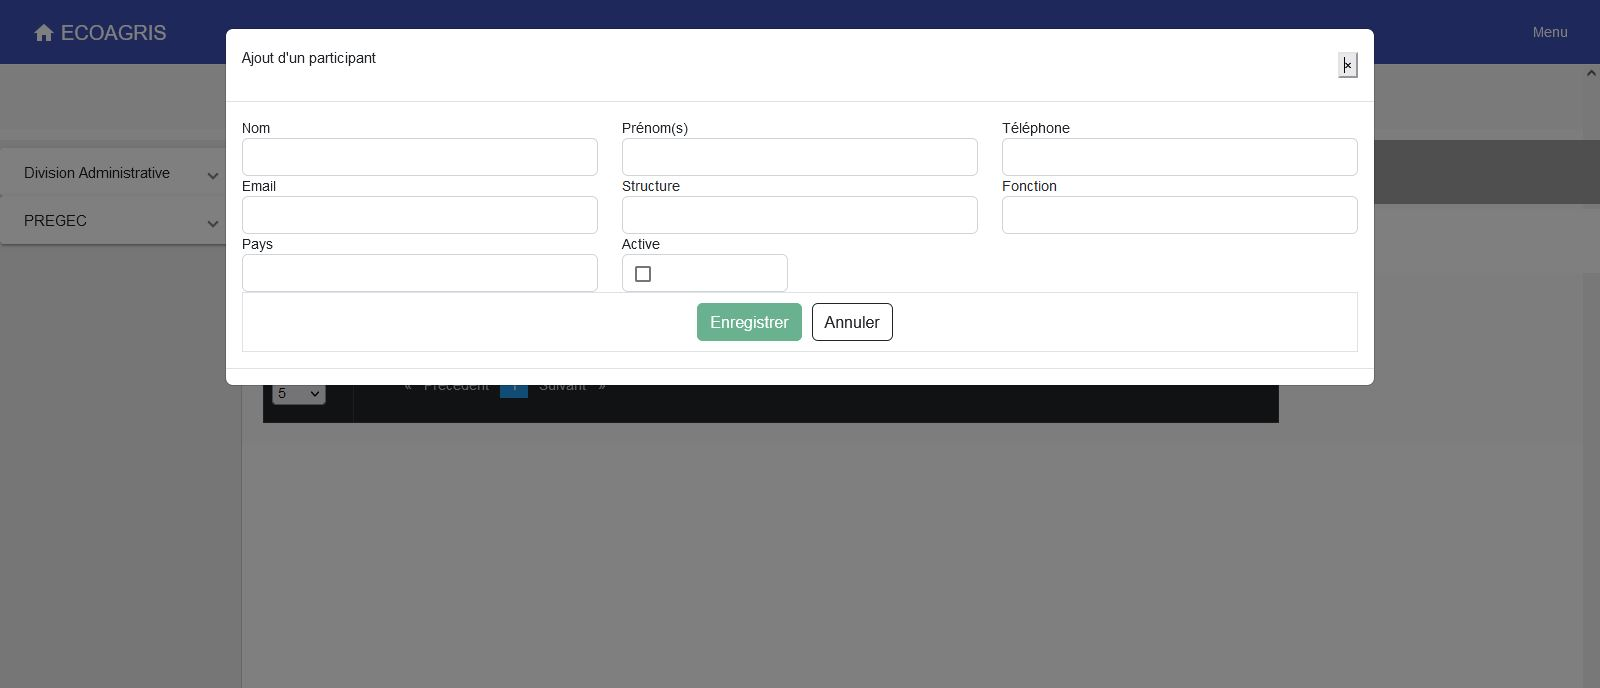 ECOAGRIS
Menu
Ajout d'un participant
×
Division Administrative
PREGEC
Nom
Prénom(s)
Téléphone
Email
Structure
Fonction
Pays
Active
Enregistrer
Annuler
5
« Précédent 1 Suivant »